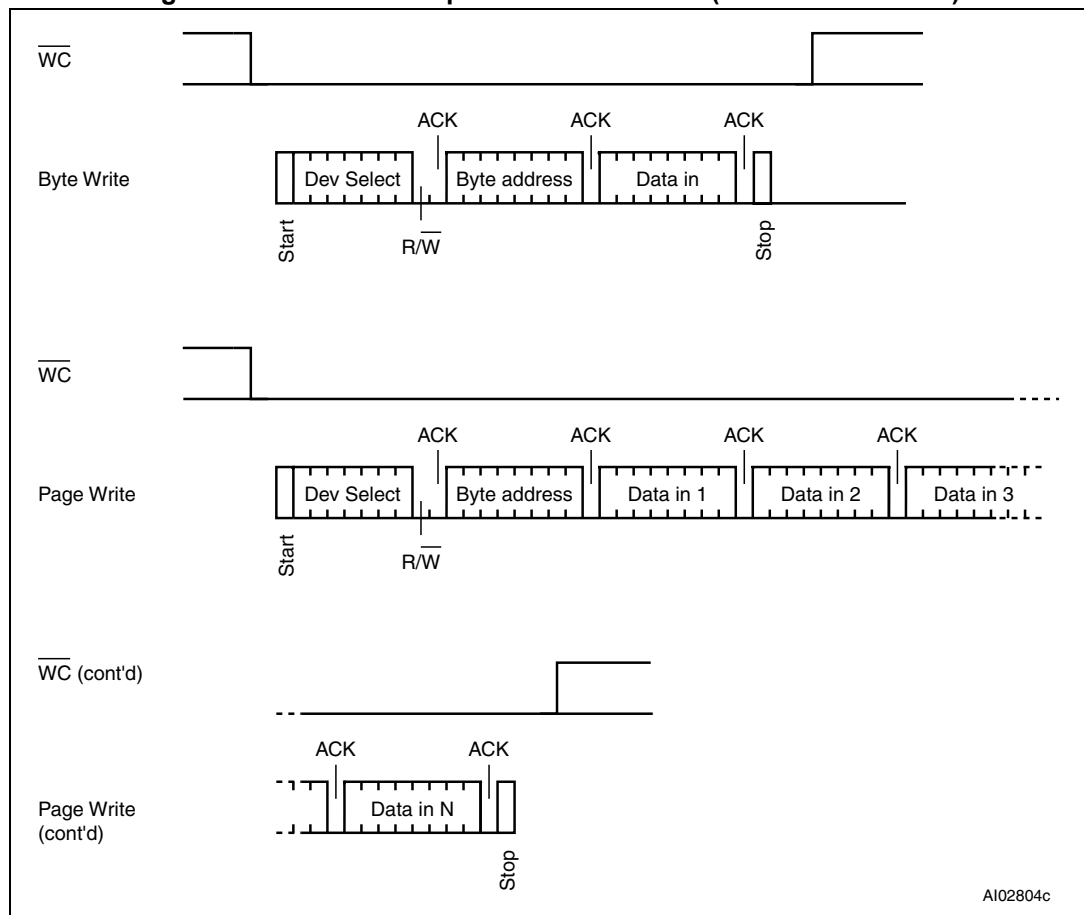 WC
ACK ACK ACK
Byte Write Dev Select Byte address Data in
Start R/W Stop
WC
ACK ACK ACK ACK
Page Write Dev Select Byte address Data in 1 Data in 2 Data in 3
Start R/W
WC (cont'd)
ACK ACK
Page Write
(cont'd) Data in N
Stop
AI02804c